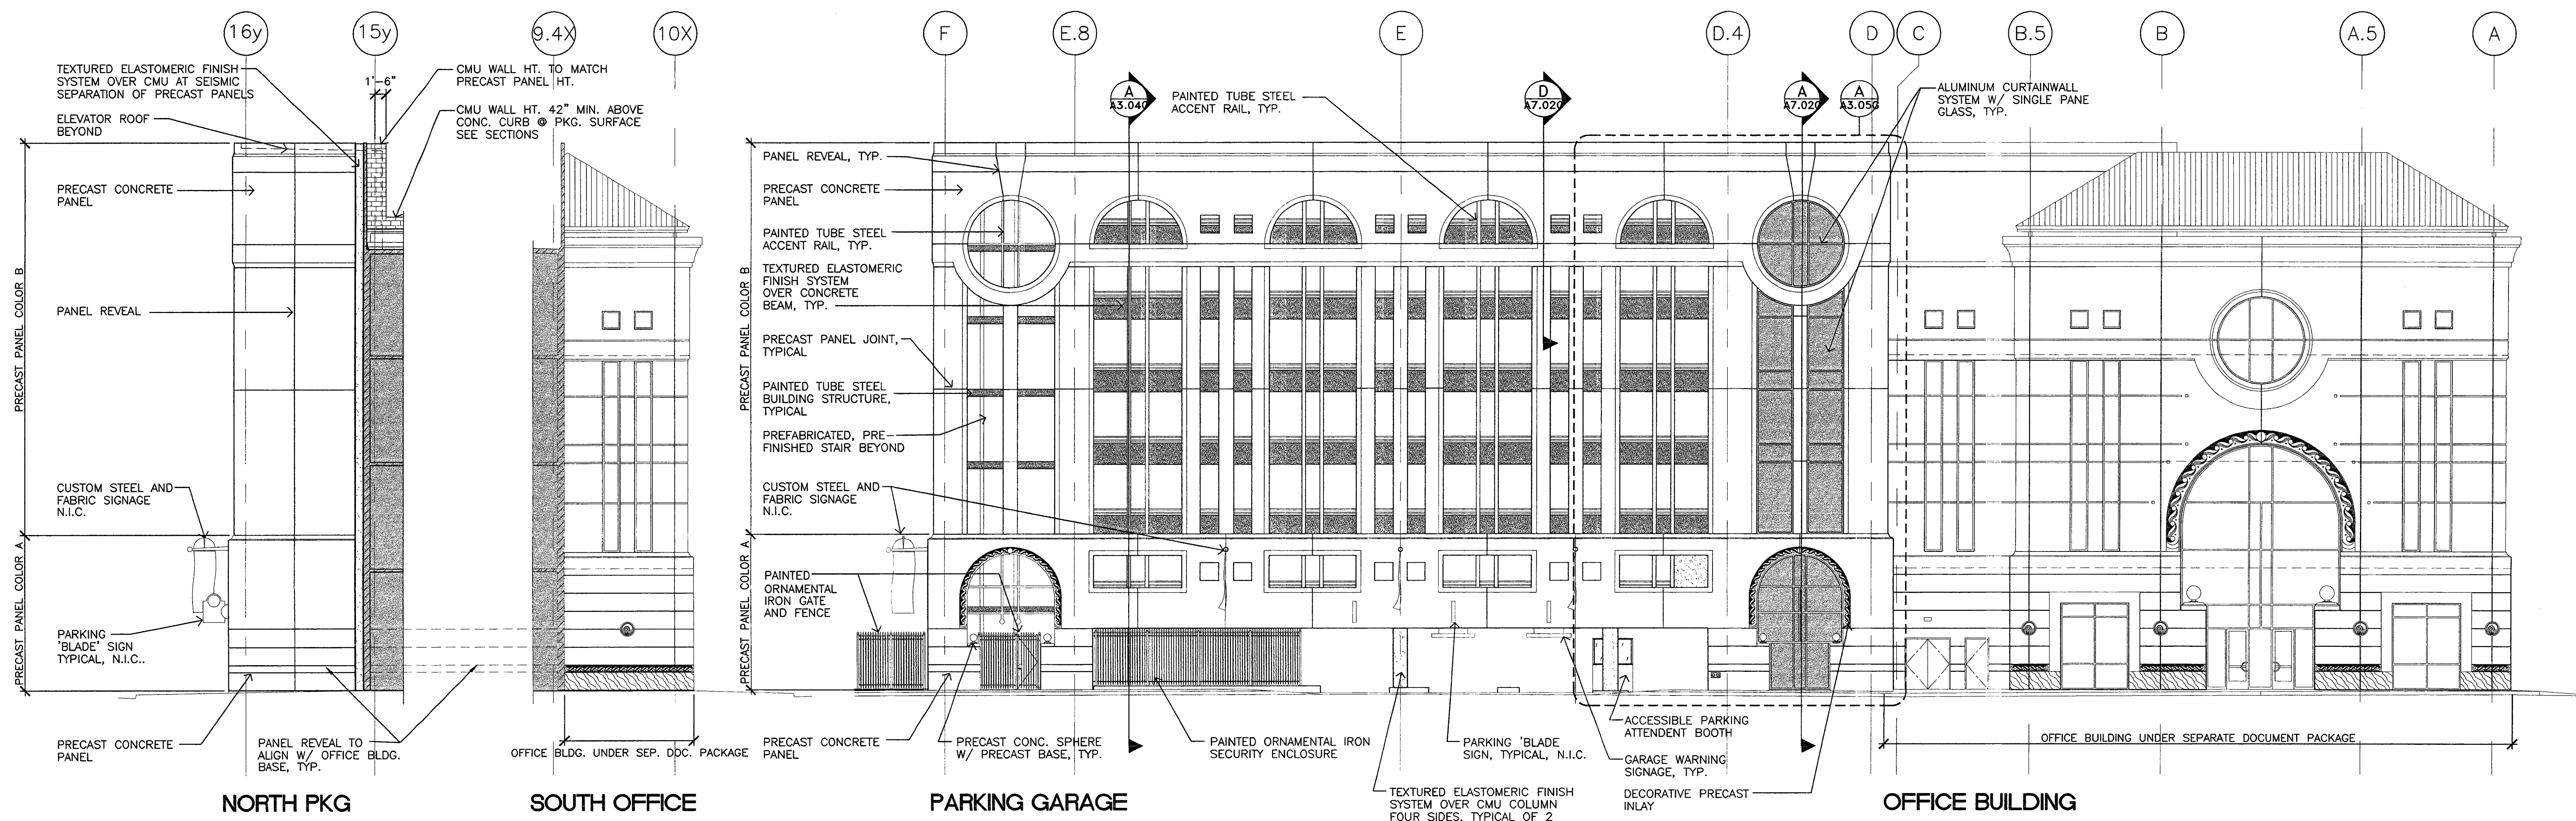 16y
15y
9.4X
10X
F
E.8
E
D.4
D
C
B.5
B
A.5
A
TEXTURED ELASTOMERIC FINISH
SYSTEM OVER CMU AT SEISMIC
SEPARATION OF PRECAST PANELS
1'-6"
CMU WALL HT. TO MATCH
PRECAST PANEL HT.
CMU WALL HT. 42" MIN. ABOVE
CONC. CURB @ PKG. SURFACE
SEE SECTIONS
ELEVATOR ROOF
BEYOND
PRECAST CONCRETE
PANEL
PANEL REVEAL
PRECAST PANEL COLOR B
CUSTOM STEEL AND
FABRIC SIGNAGE
N.I.C.
PRECAST PANEL COLOR A
PARKING
'BLADE' SIGN
TYPICAL, N.I.C..
PRECAST CONCRETE
PANEL
PANEL REVEAL TO
ALIGN W/ OFFICE BLDG.
BASE, TYP.
OFFICE BLDG. UNDER SEP. DOC. PACKAGE
NORTH PKG
SOUTH OFFICE
A
A3.04G
PAINTED TUBE STEEL
ACCENT RAIL, TYP.
D
A7.02G
A
A7.02G
A
A3.05G
ALUMINUM CURTAINWALL
SYSTEM W/ SINGLE PANE
GLASS, TYP.
PANEL REVEAL, TYP.
PRECAST CONCRETE
PANEL
PAINTED TUBE STEEL
ACCENT RAIL, TYP.
TEXTURED ELASTOMERIC
FINISH SYSTEM
OVER CONCRETE
BEAM, TYP.
PRECAST PANEL COLOR B
PRECAST PANEL JOINT,
TYPICAL
PAINTED TUBE STEEL
BUILDING STRUCTURE,
TYPICAL
PREFABRICATED, PRE-
FINISHED STAIR BEYOND
CUSTOM STEEL AND
FABRIC SIGNAGE
N.I.C.
PRECAST PANEL COLOR A
PAINTED
ORNAMENTAL
IRON GATE
AND FENCE
PRECAST CONCRETE
PANEL
PRECAST CONC. SPHERE
W/ PRECAST BASE, TYP.
PAINTED ORNAMENTAL IRON
SECURITY ENCLOSURE
PARKING 'BLADE
SIGN, TYPICAL, N.I.C.
ACCESSIBLE PARKING
ATTENDENT BOOTH
GARAGE WARNING
SIGNAGE, TYP.
DECORATIVE PRECAST
INLAY
TEXTURED ELASTOMERIC FINISH
SYSTEM OVER CMU COLUMN
FOUR SIDES, TYPICAL OF 2
OFFICE BUILDING UNDER SEPARATE DOCUMENT PACKAGE
PARKING GARAGE
OFFICE BUILDING